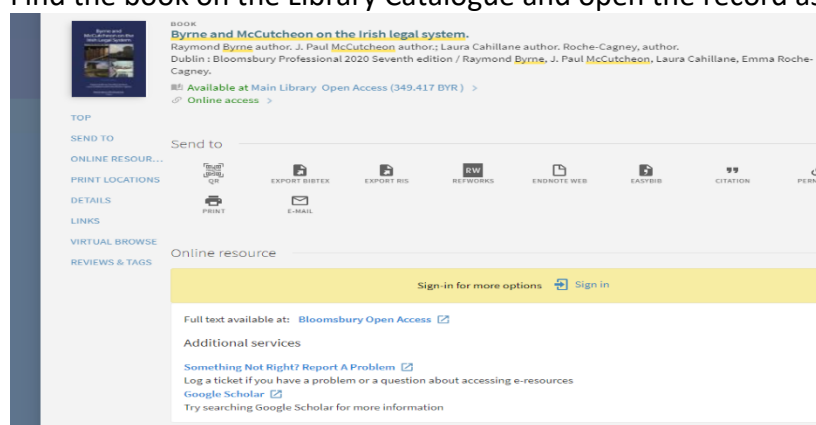 Find the book on the Library Catalogue and open the record as
BOOK
Byrne and McCutcheon on the Irish legal system.
Raymond Byrne author. J. Paul McCutcheon author.; Laura Cahillane author. Roche-Cagney, author.
Dublin : Bloomsbury Professional 2020 Seventh edition / Raymond Byrne, J. Paul McCutcheon, Laura Cahillane, Emma Roche-
Cagney.
Available at Main Library Open Access (349.417 BYR ) >
Online access >
TOP
SEND TO
ONLINE RESOUR...
PRINT LOCATIONS
DETAILS
LINKS
VIRTUAL BROWSE
REVIEWS & TAGS
Send to
QR EXPORT BIBTEX EXPORT RIS RW REFWORKS ENDNOTE WEB EASYBIB CITATION
PRINT E-MAIL
Online resource
Sign-in for more options Sign in
Full text available at: Bloomsbury Open Access
Additional services
Something Not Right? Report A Problem
Log a ticket if you have a problem or a question about accessing e-resources
Google Scholar
Try searching Google Scholar for more information